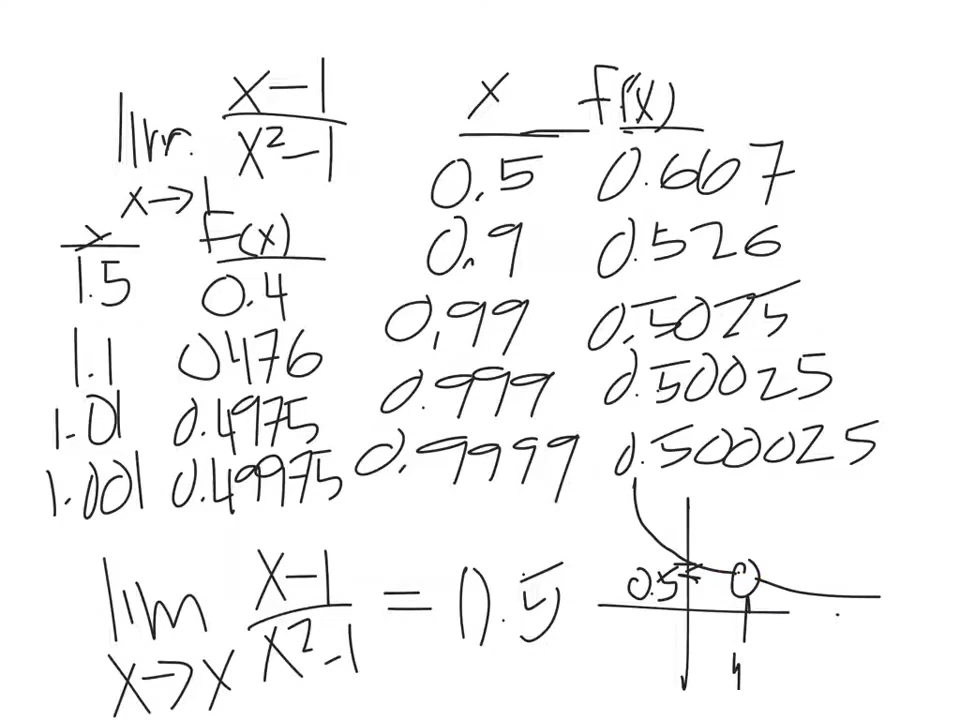 lim x→1 x-1/x²-1
x F(x)
1.5 0.4
1.1 0.476
1.01 0.4975
1.001 0.49975
x F(x)
0.5 0.667
0.9 0.526
0.99 0.5025
0.999 0.50025
0.9999 0.500025
lim x→x x-1/x²-1 = 0.5
0.5